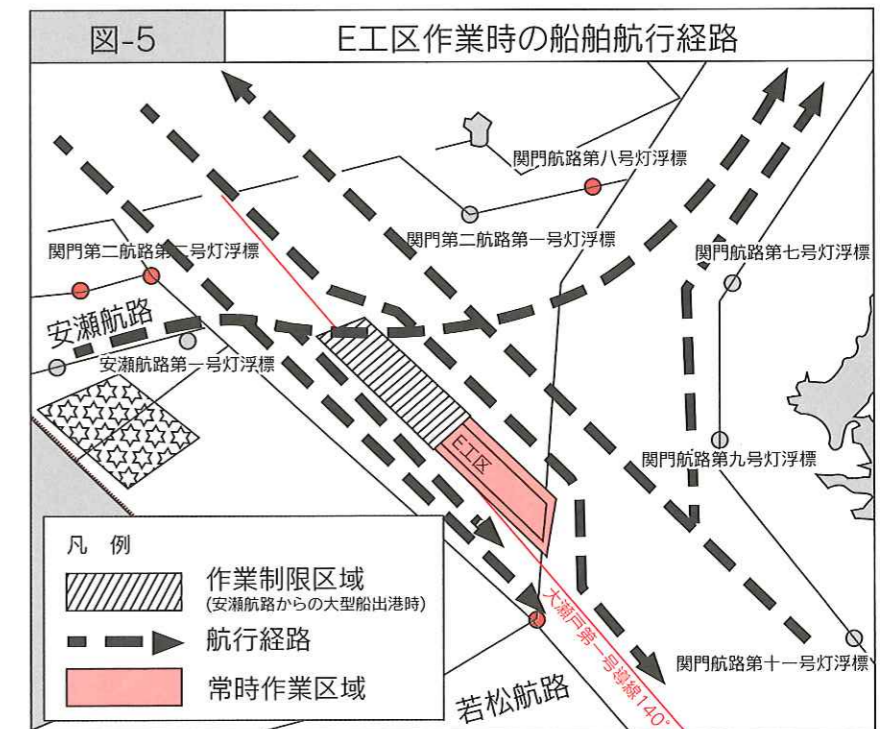 図-5
E工区作業時の船舶航行経路
関門航路第八号灯浮標
関門第二航路第一号灯浮標
関門第二航路第二号灯浮標
関門航路第七号灯浮標
安瀬航路
安瀬航路第一号灯浮標
E工区
関門航路第九号灯浮標
凡 例
作業制限区域
(安瀬航路からの大型船出港時)
航行経路
常時作業区域
大瀬戸第一号導線140°
関門航路第十一号灯浮標
若松航路